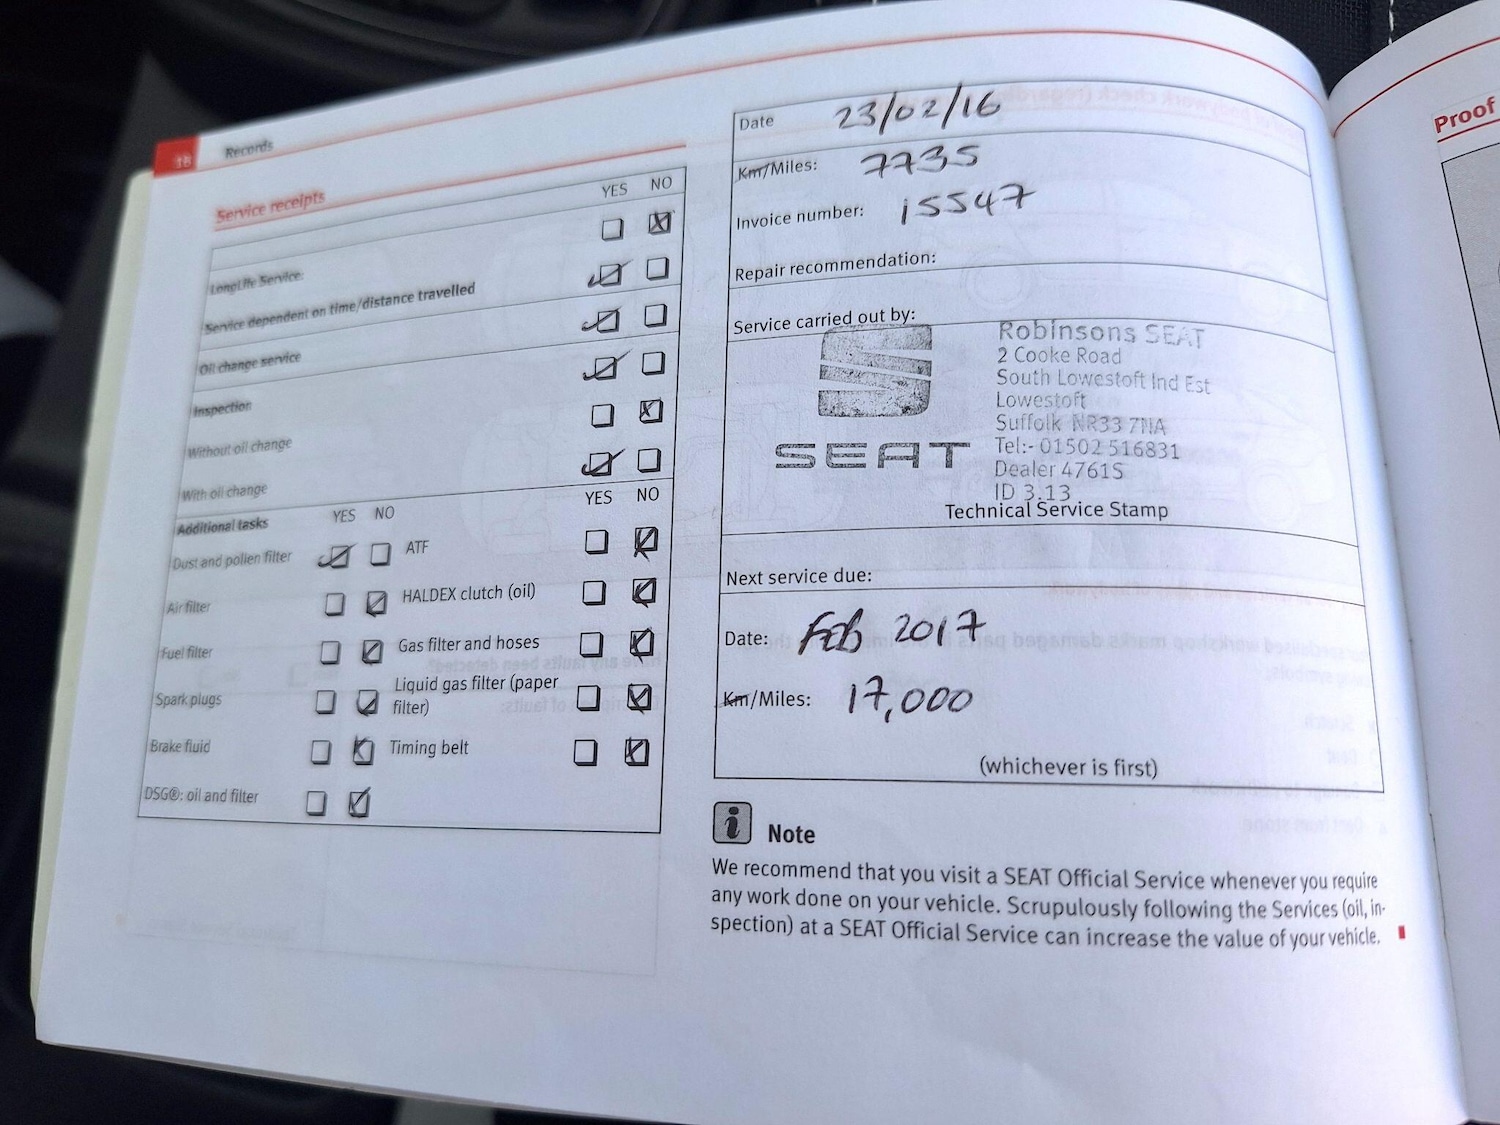 18 Records
Service receipts
YES NO
LongLife Service:
Service dependent on time/distance travelled
Oil change service
Inspection
Without oil change
With oil change
Additional tasks YES NO YES NO
Dust and pollen filter ATF
Air filter HALDEX clutch (oil)
Fuel filter Gas filter and hoses
Spark plugs Liquid gas filter (paper
filter)
Brake fluid Timing belt
DSG®: oil and filter
Date 23/02/16
Km/Miles: 7735
Invoice number: 15547
Repair recommendation:
Service carried out by:
SEAT
Robinsons SEAT
2 Cooke Road
South Lowestoft Ind Est
Lowestoft
Suffolk NR33 7NA
Tel:- 01502 516831
Dealer 4761S
ID 3.13
Technical Service Stamp
Next service due:
Date: Feb 2017
Km/Miles: 17,000
(whichever is first)
i Note
We recommend that you visit a SEAT Official Service whenever you require
any work done on your vehicle. Scrupulously following the Services (oil, in-
spection) at a SEAT Official Service can increase the value of your vehicle.
Proof